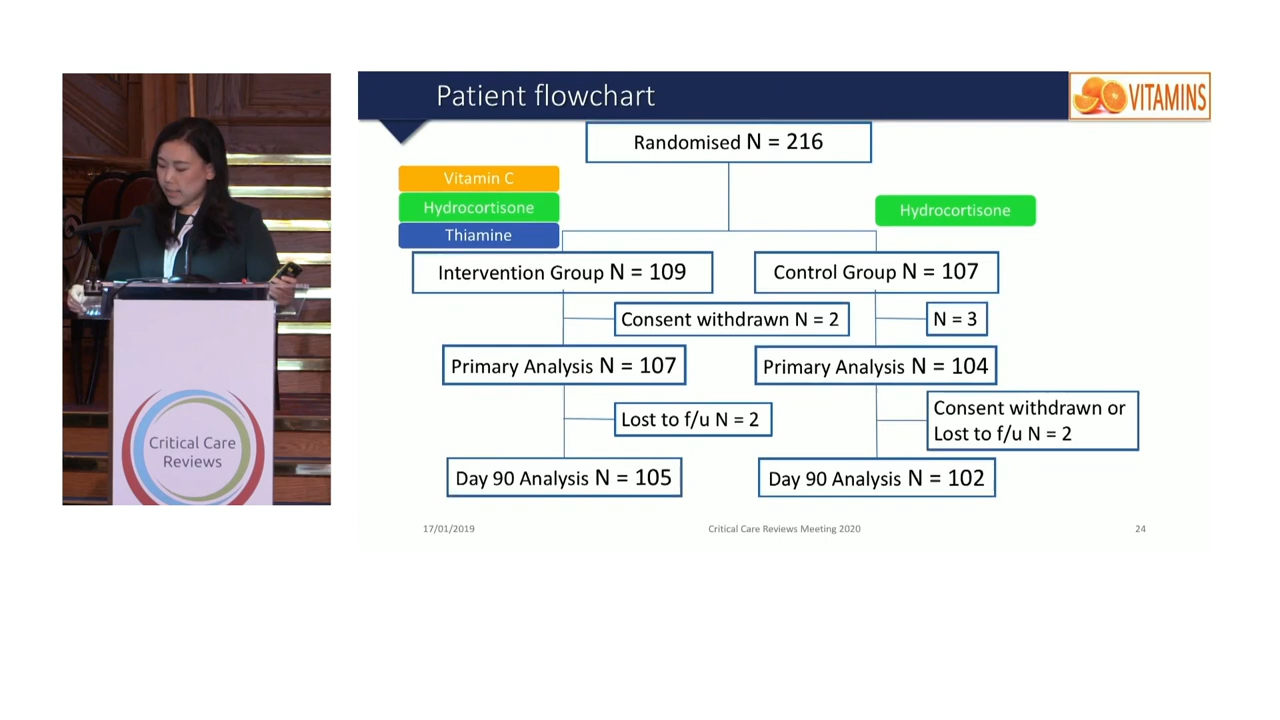 Patient flowchart
VITAMINS
Randomised N = 216
Vitamin C
Hydrocortisone
Thiamine
Hydrocortisone
Intervention Group N = 109
Control Group N = 107
Consent withdrawn N = 2
N = 3
Primary Analysis N = 107
Primary Analysis N = 104
Lost to f/u N = 2
Consent withdrawn or
Lost to f/u N = 2
Day 90 Analysis N = 105
Day 90 Analysis N = 102
17/01/2019
Critical Care Reviews Meeting 2020
24
Critical Care
Reviews